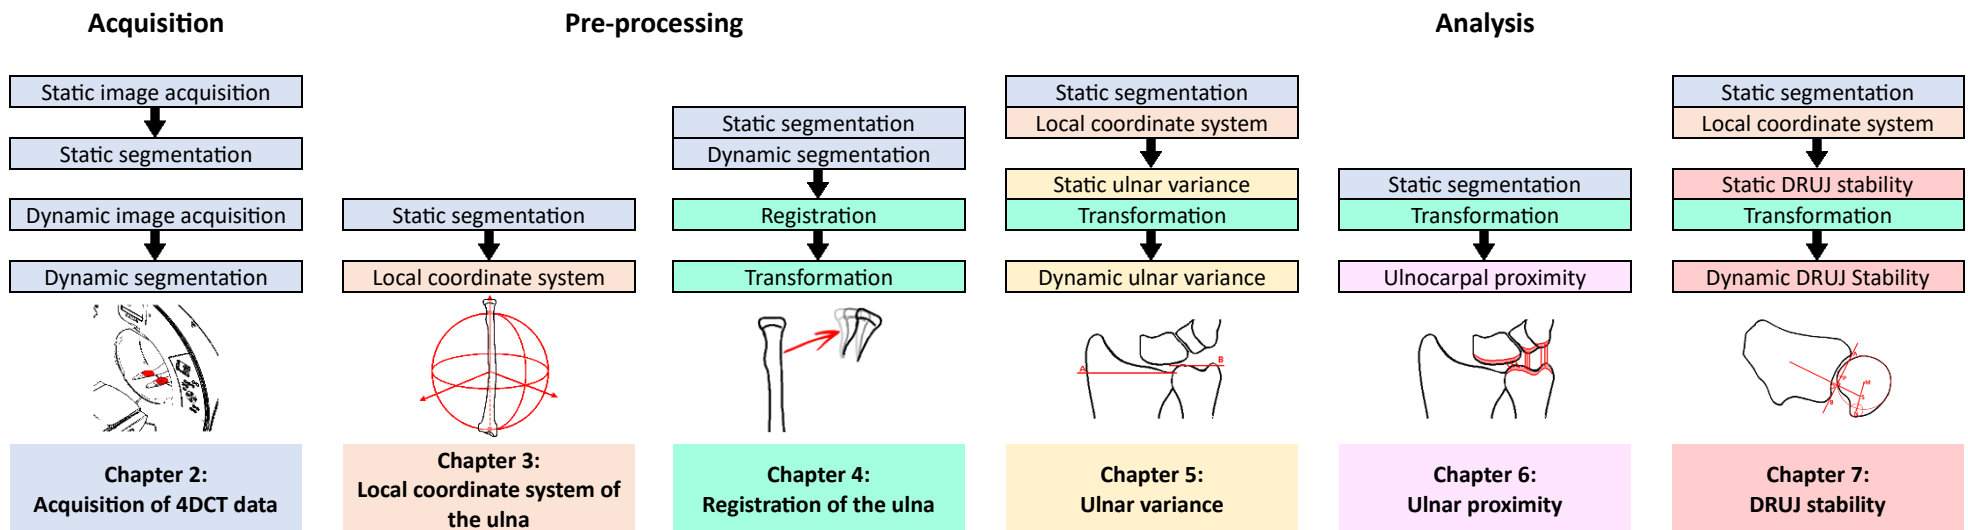 Acquisition
Pre-processing
Analysis
Static image acquisition
Static segmentation
Dynamic image acquisition
Dynamic segmentation
Chapter 2:
Acquisition of 4DCT data
Static segmentation
Local coordinate system
Chapter 3:
Local coordinate system of
the ulna
Static segmentation
Dynamic segmentation
Registration
Transformation
Chapter 4:
Registration of the ulna
Static segmentation
Local coordinate system
Static ulnar variance
Transformation
Dynamic ulnar variance
A
B
Chapter 5:
Ulnar variance
Static segmentation
Transformation
Ulnocarpal proximity
Chapter 6:
Ulnar proximity
Static segmentation
Local coordinate system
Static DRUJ stability
Transformation
Dynamic DRUJ Stability
A
M
S
B
Chapter 7:
DRUJ stability